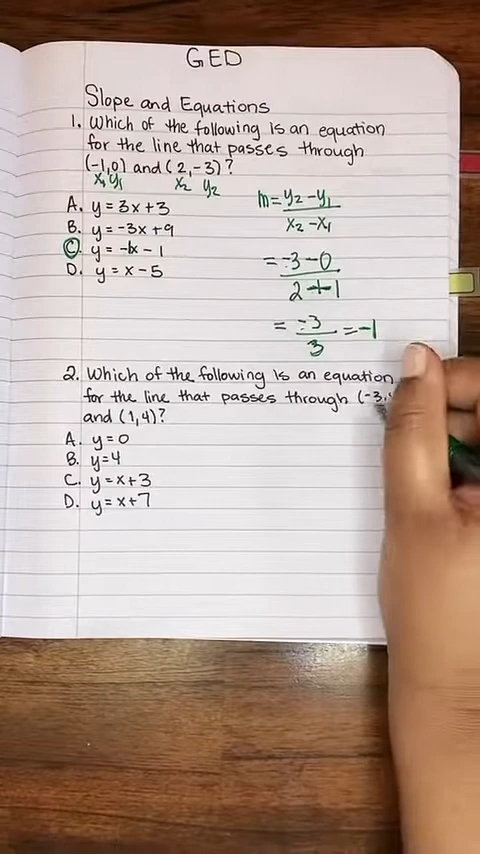 GED
Slope and Equations
1. Which of the following is an equation
for the line that passes through
(-1,0) and (2,-3)?
x₁ y₁ x₂ y₂
A. y = 3x + 3
B. y = -3x + 9
C. y = -1x - 1
D. y = x - 5
m = y₂ - y₁
x₂ - x₁
= -3 - 0
2 + 1
= -3 = -1
3
2. Which of the following is an equation
for the line that passes through (-3,
and (1,4)?
A. y = 0
B. y = 4
C. y = x + 3
D. y = x + 7